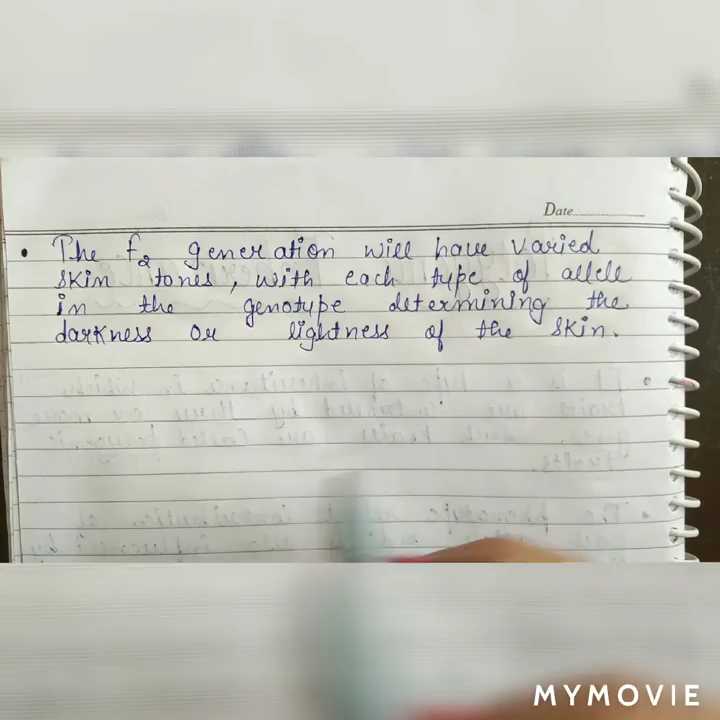 Date
• The f2 generation will have varied
skin tones, with each type of allele
in the genotype determining the
darkness or lightness of the skin.
MYMOVIE